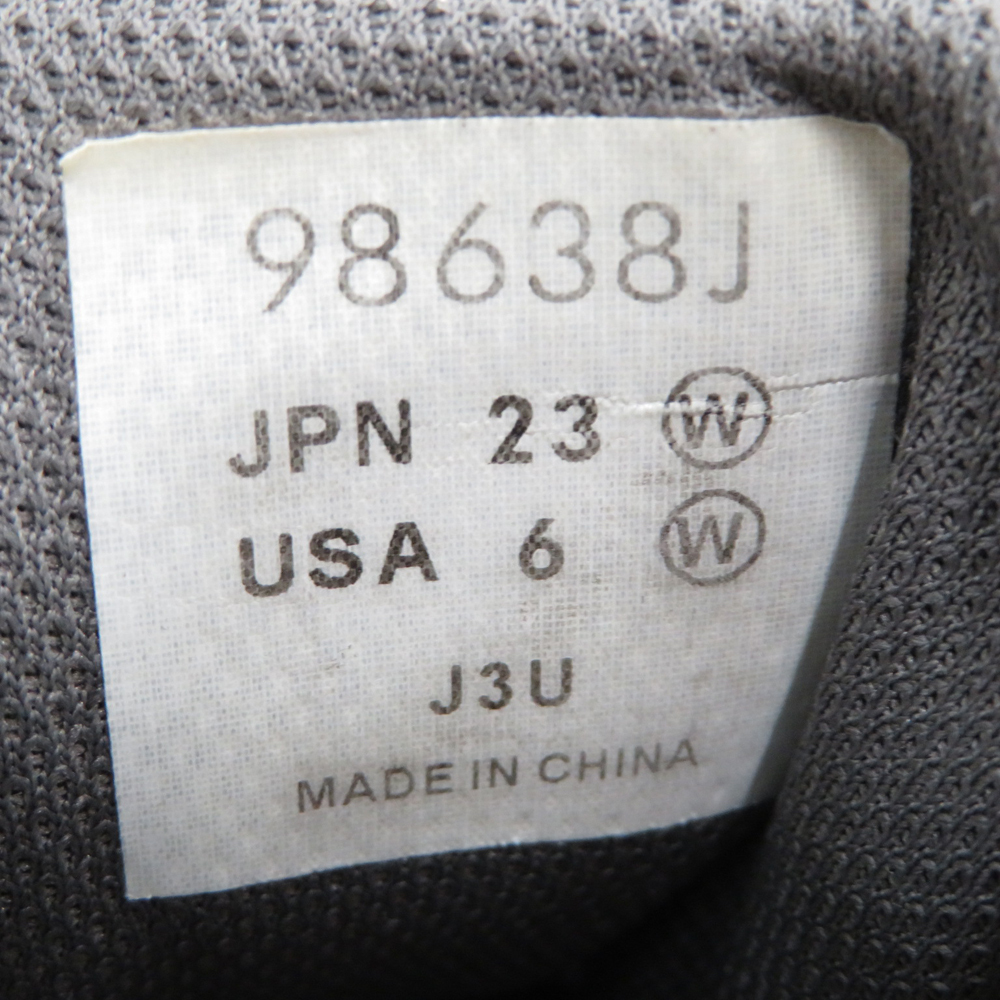 98638J
JPN 23 Ⓦ
USA 6 Ⓦ
J3U
MADE IN CHINA